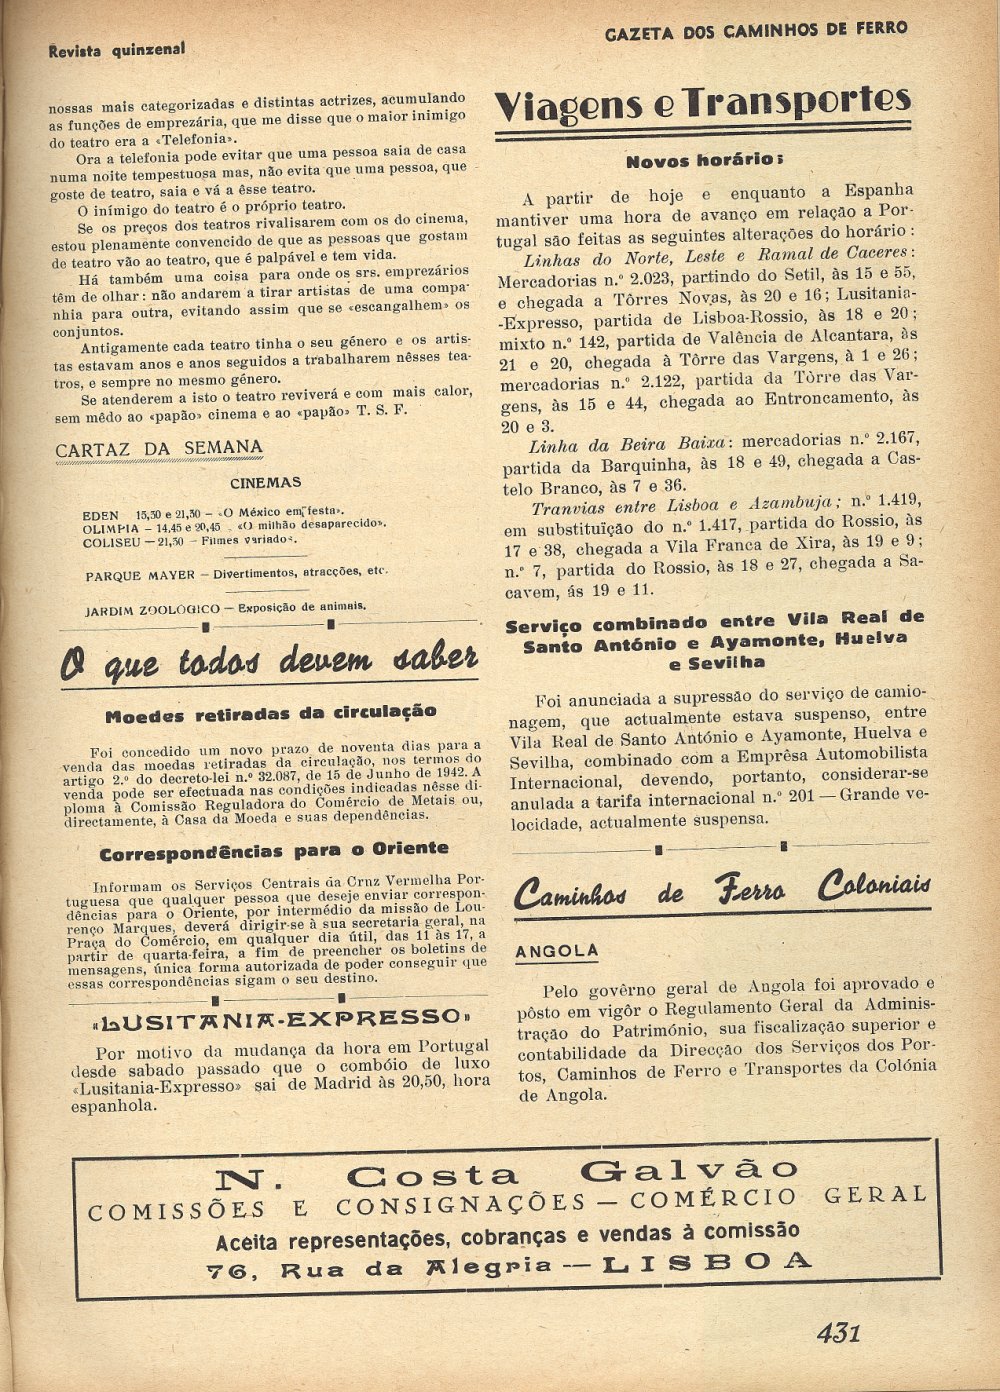 Revista quinzenal
GAZETA DOS CAMINHOS DE FERRO
nossas mais categorizadas e distintas actrizes, acumulando
as funções de emprezária, que me disse que o maior inimigo
do teatro era a «Telefonia».
Ora a telefonia pode evitar que uma pessoa saia de casa
numa noite tempestuosa mas, não evita que uma pessoa, que
goste de teatro, saia e vá a êsse teatro.
O inímigo do teatro é o próprio teatro.
Se os preços dos teatros rivalisarem com os do cinema,
estou plenamente convencido de que as pessoas que gostam
de teatro vão ao teatro, que é palpável e tem vida.
Há também uma coisa para onde os srs. emprezários
têm de olhar: não andarem a tirar artistas de uma compa-
nhia para outra, evitando assim que se «escangalhem» os
conjuntos.
Antigamente cada teatro tinha o seu género e os artis-
tas estavam anos e anos seguidos a trabalharem nêsses tea-
tros, e sempre no mesmo género.
Se atenderem a isto o teatro reviverá e com mais calor,
sem mêdo ao «papão» cinema e ao «papão» T. S. F.
CARTAZ DA SEMANA
CINEMAS
EDEN 15,30 e 21,30 – «O México em festa».
OLIMPIA – 14,45 e 20,45 . «O milhão desaparecido».
COLISEU — 21,30 – Filmes variados.
PARQUE MAYER – Divertimentos, atracções, etc.
JARDIM ZOOLOGICO — Exposição de animais.
O que todos devem saber
Moedes retiradas da circulação
Foi concedido um novo prazo de noventa dias para a
venda das moedas retiradas da circulação, nos termos do
artigo 2.º do decreto-lei n.º 32.087, de 15 de Junho de 1942. A
venda pode ser efectuada nas condições indicadas nêsse di-
ploma à Comissão Reguladora do Comércio de Metais ou,
directamente, à Casa da Moeda e suas dependências.
Correspondências para o Oriente
Informam os Serviços Centrais da Crnz Vermelha Por-
tuguesa que qualquer pessoa que deseje enviar correspon-
dências para o Oriente, por intermédio da missão de Lou-
renço Marques, deverá dirigir-se à sua secretaria geral, na
Praça do Comércio, em qualquer dia útil, das 11 às 17, a
partir de quarta-feira, a fim de preencher os boletins de
mensagens, única forma autorizada de poder conseguir que
essas correspondências sigam o seu destino.
«LUSITANIA-EXPRESSO»
Por motivo da mudança da hora em Portugal
desde sabado passado que o combóio de luxo
«Lusitania-Expresso» sai de Madrid às 20,50, hora
espanhola.
Viagens e Transportes
Novos horários
A partir de hoje e enquanto a Espanha
mantiver uma hora de avanço em relação a Por-
tugal são feitas as seguintes alterações do horário :
Linhas do Norte, Leste e Ramal de Caceres :
Mercadorias n.º 2.023, partindo do Setil, às 15 e 55,
e chegada a Tôrres Novas, às 20 e 16; Lusitania-
-Expresso, partida de Lisboa-Rossio, às 18 e 20;
mixto n.º 142, partida de Valência de Alcantara, às
21 e 20, chegada à Tôrre das Vargens, à 1 e 26;
mercadorias n.º 2.122, partida da Tôrre das Var-
gens, às 15 e 44, chegada ao Entroncamento, às
20 e 3.
Linha da Beira Baixa : mercadorias n.º 2.167,
partida da Barquinha, às 18 e 49, chegada a Cas-
telo Branco, às 7 e 36.
Tranvias entre Lisboa e Azambuja ; n.º 1.419,
em substituïção do n.º 1.417, partida do Rossio, às
17 e 38, chegada a Vila Franca de Xira, às 19 e 9;
n.º 7, partida do Rossio, às 18 e 27, chegada a Sa-
cavem, ás 19 e 11.
Serviço combinado entre Vila Real de
Santo António e Ayamonte, Huelva
e Sevilha
Foi anunciada a supressão do serviço de camio-
nagem, que actualmente estava suspenso, entre
Vila Real de Santo António e Ayamonte, Huelva e
Sevilha, combinado com a Emprêsa Automobilista
Internacional, devendo, portanto, considerar-se
anulada a tarifa internacional n.º 201 — Grande ve-
locidade, actualmente suspensa.
Caminhos de Ferro Coloniais
ANGOLA
Pelo govêrno geral de Angola foi aprovado e
pôsto em vigôr o Regulamento Geral da Adminis-
tração do Património, sua fiscalização superior e
contabilidade da Direcção dos Serviços dos Por-
tos, Caminhos de Ferro e Transportes da Colónia
de Angola.
N. Costa Galvão
COMISSÕES E CONSIGNAÇÕES — COMÉRCIO GERAL
Aceita representações, cobranças e vendas à comissão
76, Rua da Alegria — LISBOA
431